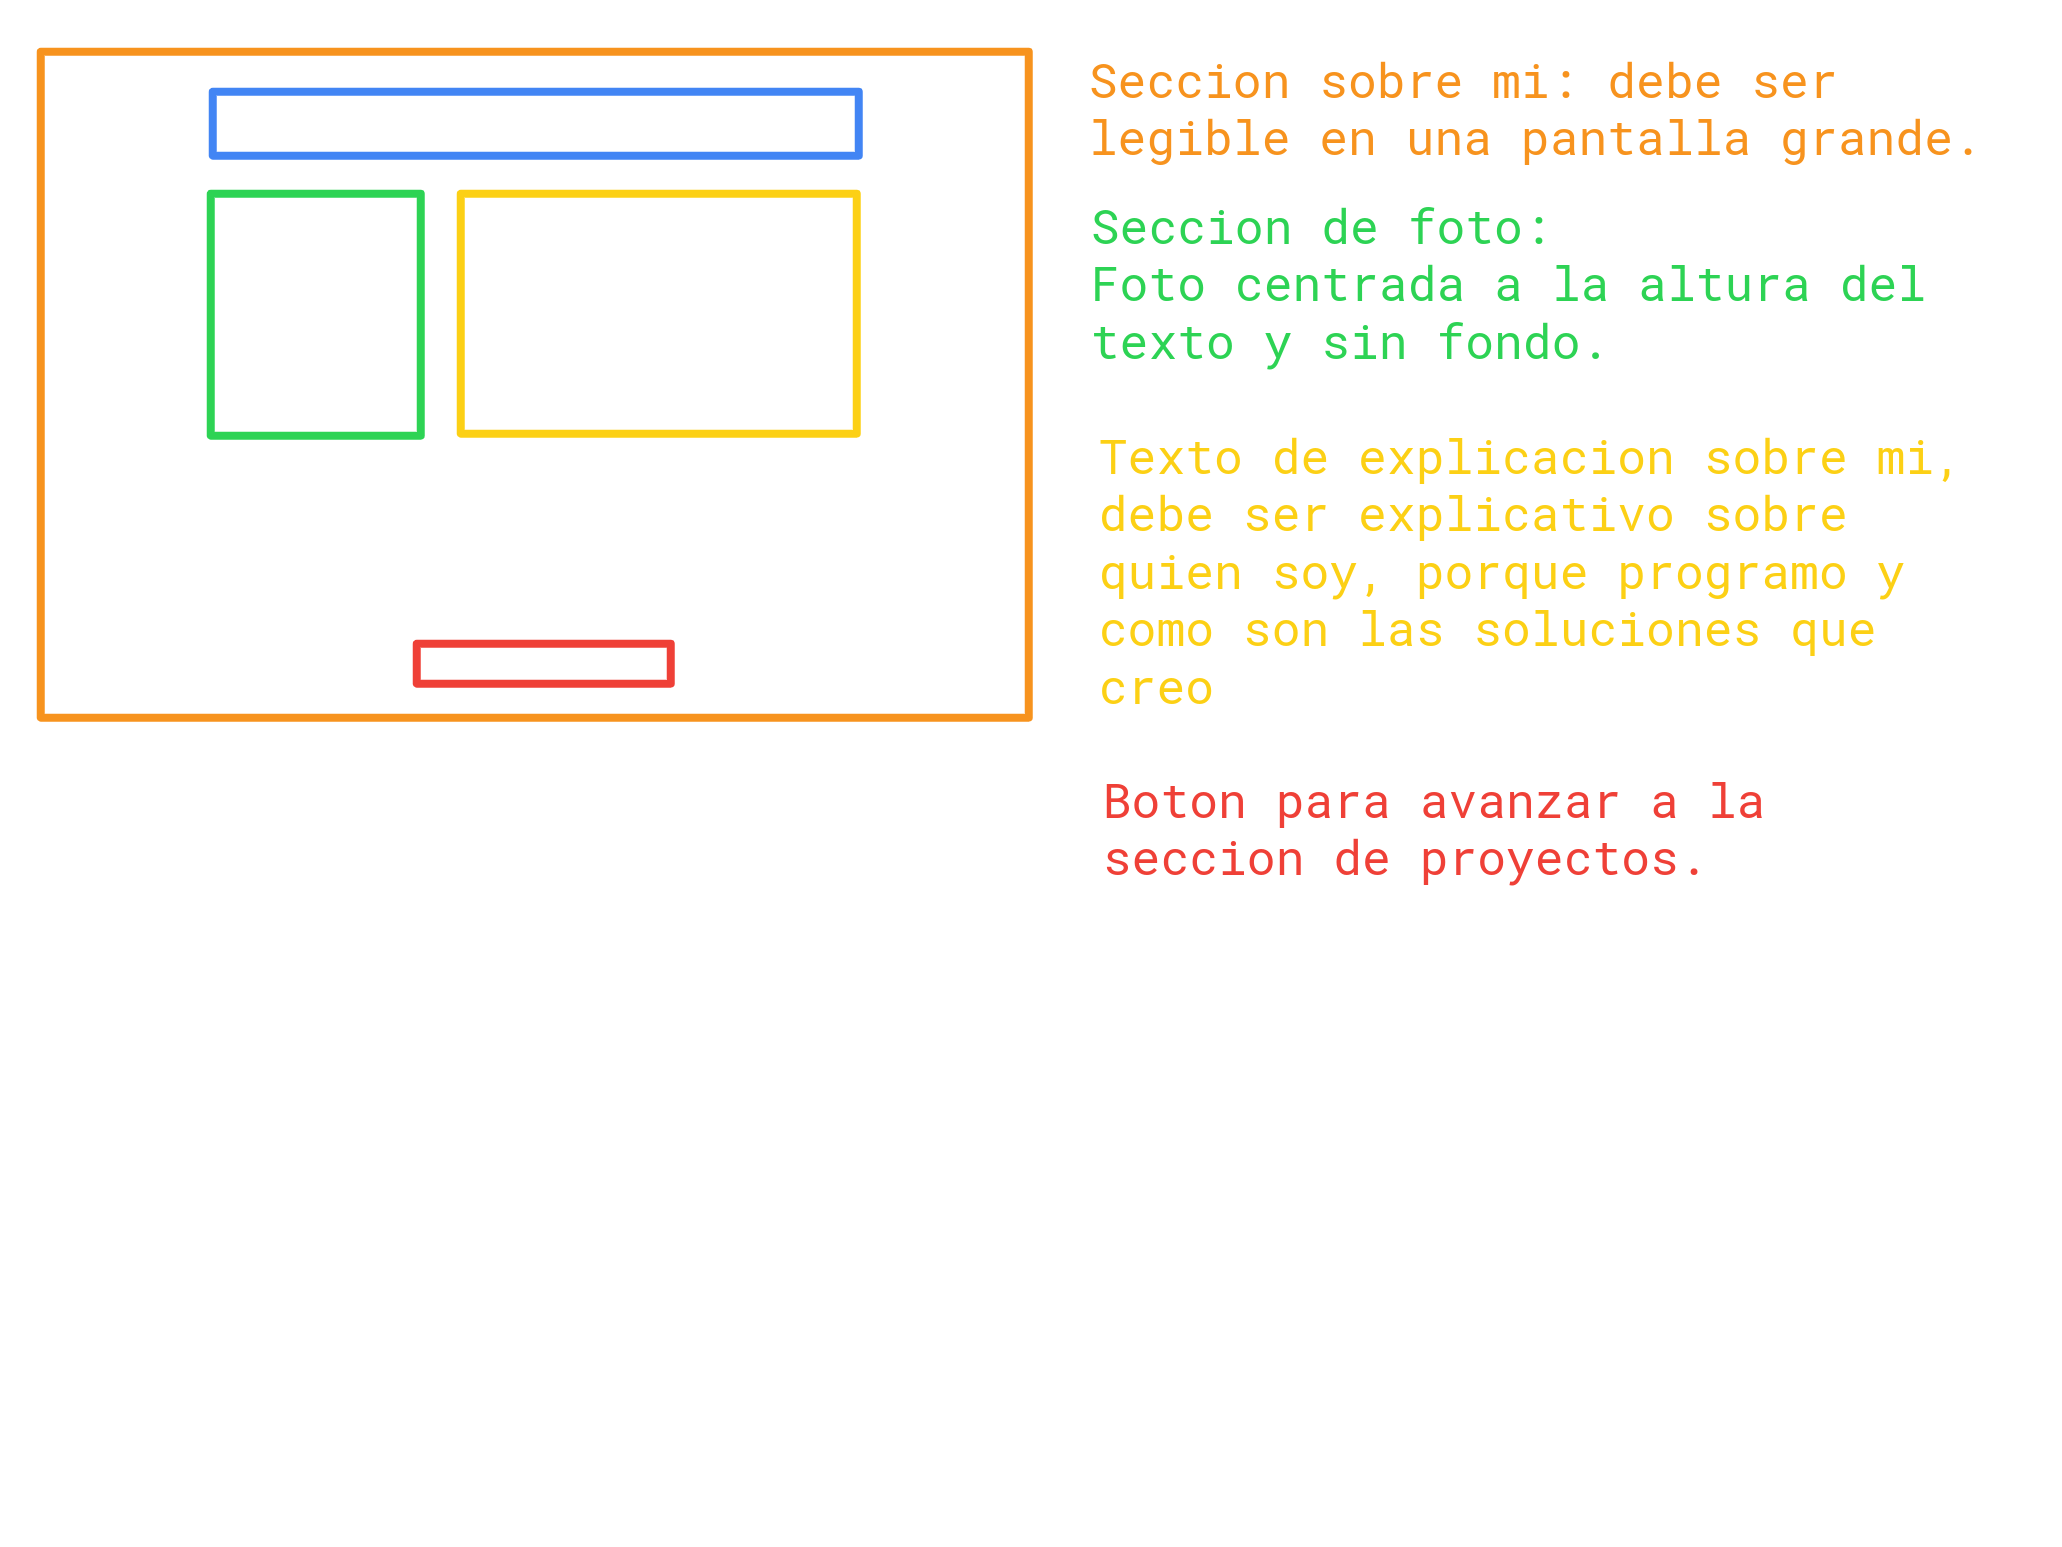 Seccion sobre mi: debe ser
legible en una pantalla grande.
Seccion de foto:
Foto centrada a la altura del
texto y sin fondo.
Texto de explicacion sobre mi,
debe ser explicativo sobre
quien soy, porque programo y
como son las soluciones que
creo
Boton para avanzar a la
seccion de proyectos.